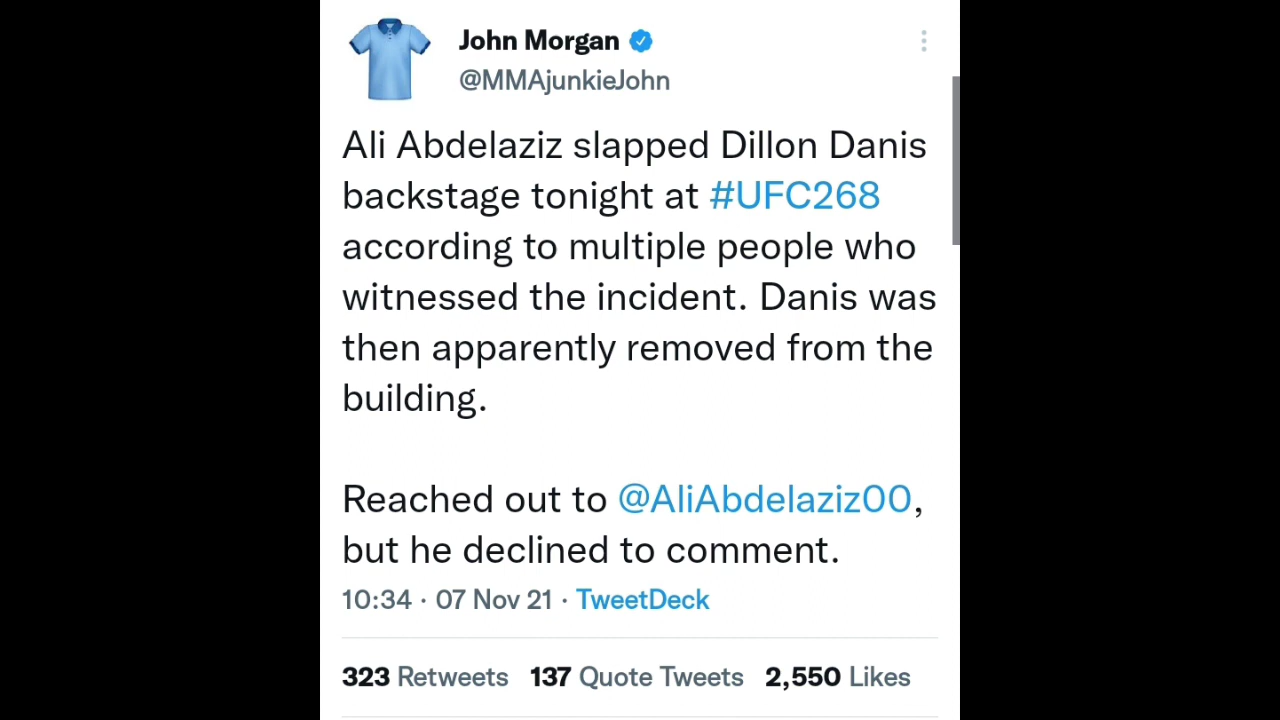 John Morgan
@MMAjunkieJohn
Ali Abdelaziz slapped Dillon Danis
backstage tonight at #UFC268
according to multiple people who
witnessed the incident. Danis was
then apparently removed from the
building.
Reached out to @AliAbdelaziz00,
but he declined to comment.
10:34 · 07 Nov 21 · TweetDeck
323 Retweets 137 Quote Tweets 2,550 Likes